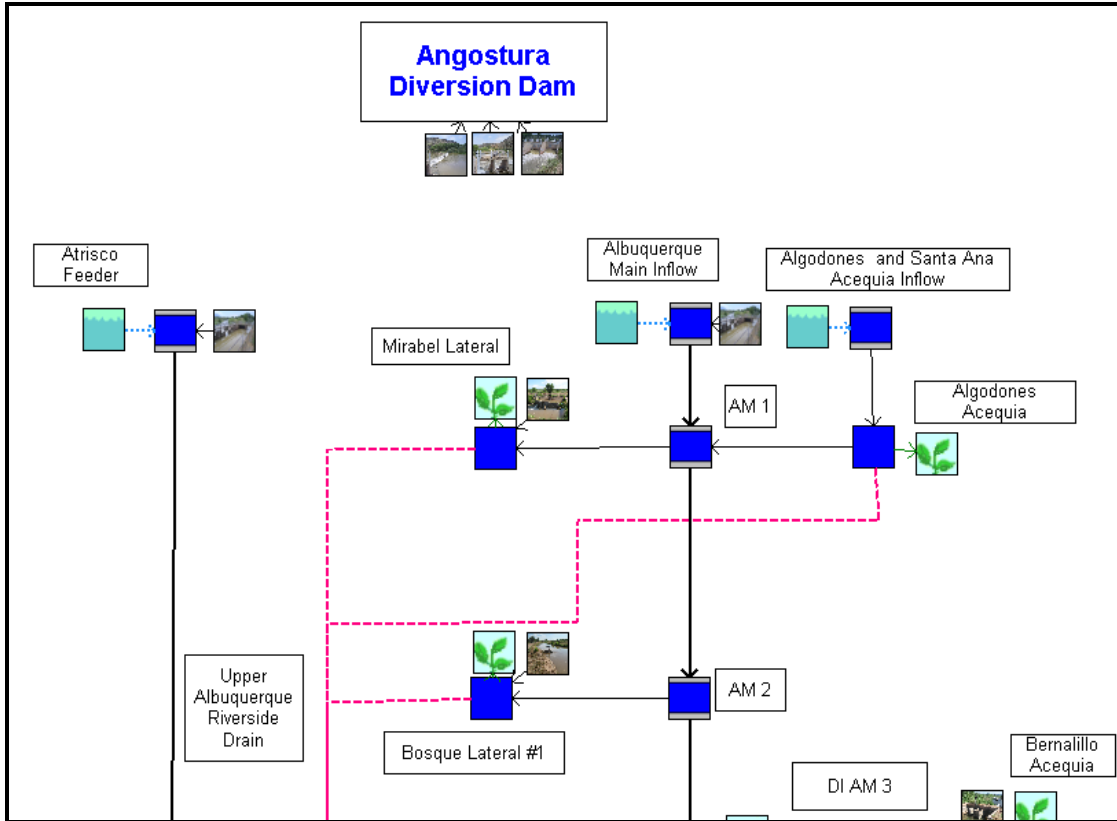 Angostura
Diversion Dam
Atrisco
Feeder
Albuquerque
Main Inflow
Algodones and Santa Ana
Acequia Inflow
Mirabel Lateral
AM 1
Algodones
Acequia
Upper
Albuquerque
Riverside
Drain
AM 2
Bosque Lateral #1
Bernalillo
Acequia
DI AM 3